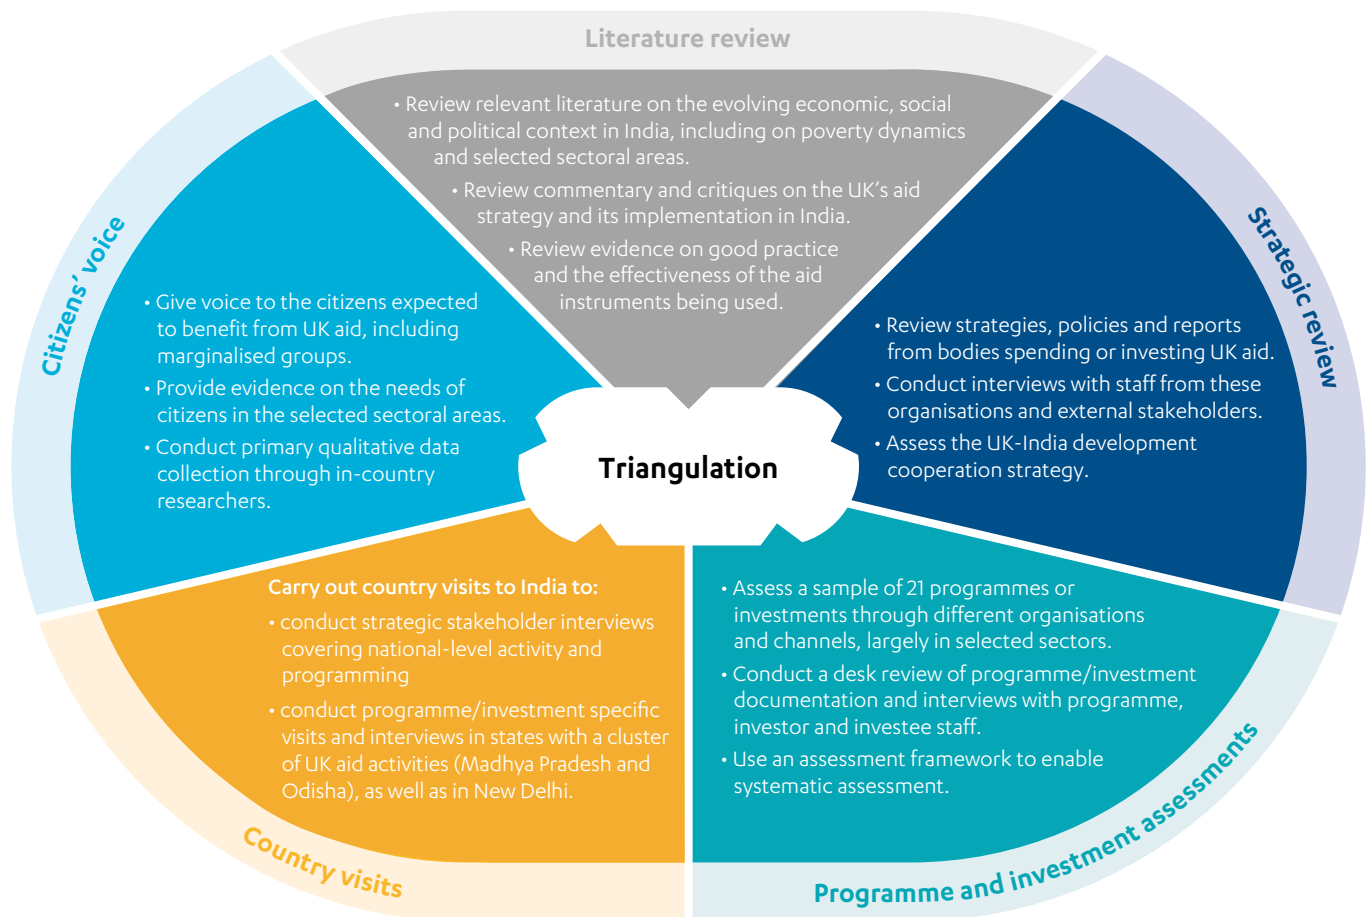 Literature review
• Review relevant literature on the evolving economic, social
and political context in India, including on poverty dynamics
and selected sectoral areas.
• Review commentary and critiques on the UK's aid
strategy and its implementation in India.
• Review evidence on good practice
and the effectiveness of the aid
instruments being used.
Strategic review
• Review strategies, policies and reports
from bodies spending or investing UK aid.
• Conduct interviews with staff from these
organisations and external stakeholders.
• Assess the UK-India development
cooperation strategy.
Programme and investment assessments
• Assess a sample of 21 programmes or
investments through different organisations
and channels, largely in selected sectors.
• Conduct a desk review of programme/investment
documentation and interviews with programme,
investor and investee staff.
• Use an assessment framework to enable
systematic assessment.
Country visits
Carry out country visits to India to:
• conduct strategic stakeholder interviews
covering national-level activity and
programming
• conduct programme/investment specific
visits and interviews in states with a cluster
of UK aid activities (Madhya Pradesh and
Odisha), as well as in New Delhi.
Citizens' voice
• Give voice to the citizens expected
to benefit from UK aid, including
marginalised groups.
• Provide evidence on the needs of
citizens in the selected sectoral areas.
• Conduct primary qualitative data
collection through in-country
researchers.
Triangulation